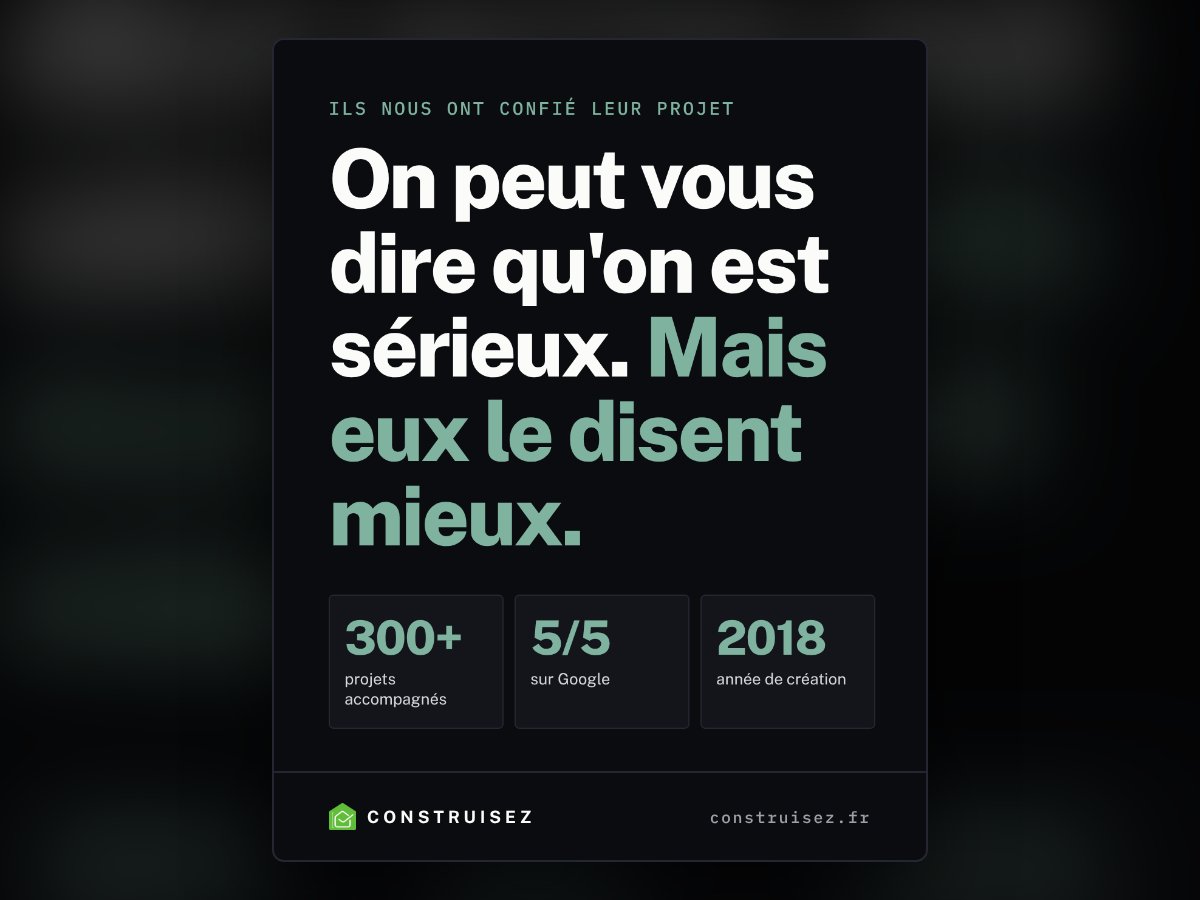 ILS NOUS ONT CONFIÉ LEUR PROJET
On peut vous
dire qu'on est
sérieux. Mais
eux le disent
mieux.
300+
projets
accompagnés
5/5
sur Google
2018
année de création
CONSTRUISEZ
construisez.fr